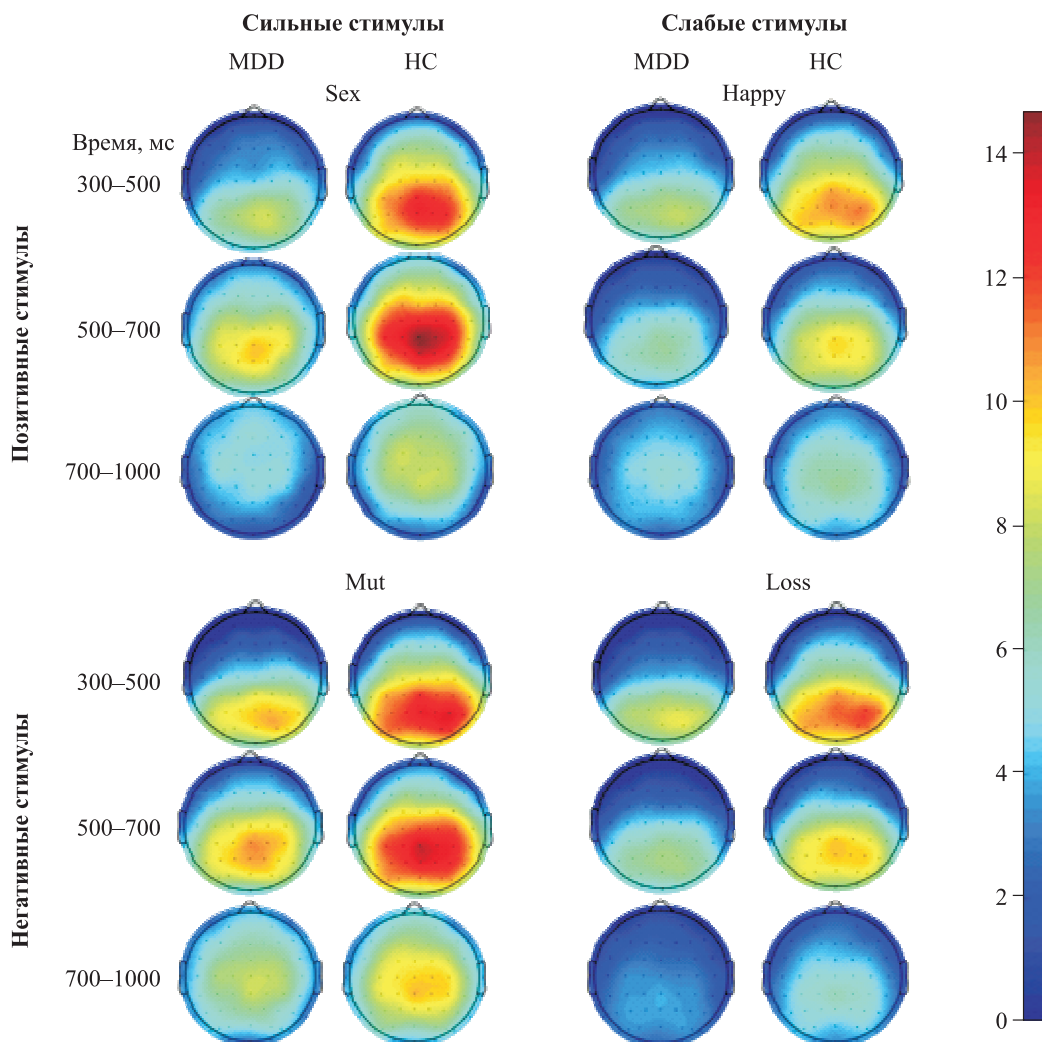 Сильные стимулы
Слабые стимулы
MDD
HC
MDD
HC
Sex
Happy
Время, мс
300–500
500–700
700–1000
Позитивные стимулы
Mut
Loss
300–500
500–700
700–1000
Негативные стимулы
14
12
10
8
6
4
2
0